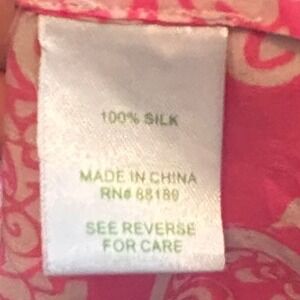 100% SILK
MADE IN CHINA
RN# 88180
SEE REVERSE
FOR CARE